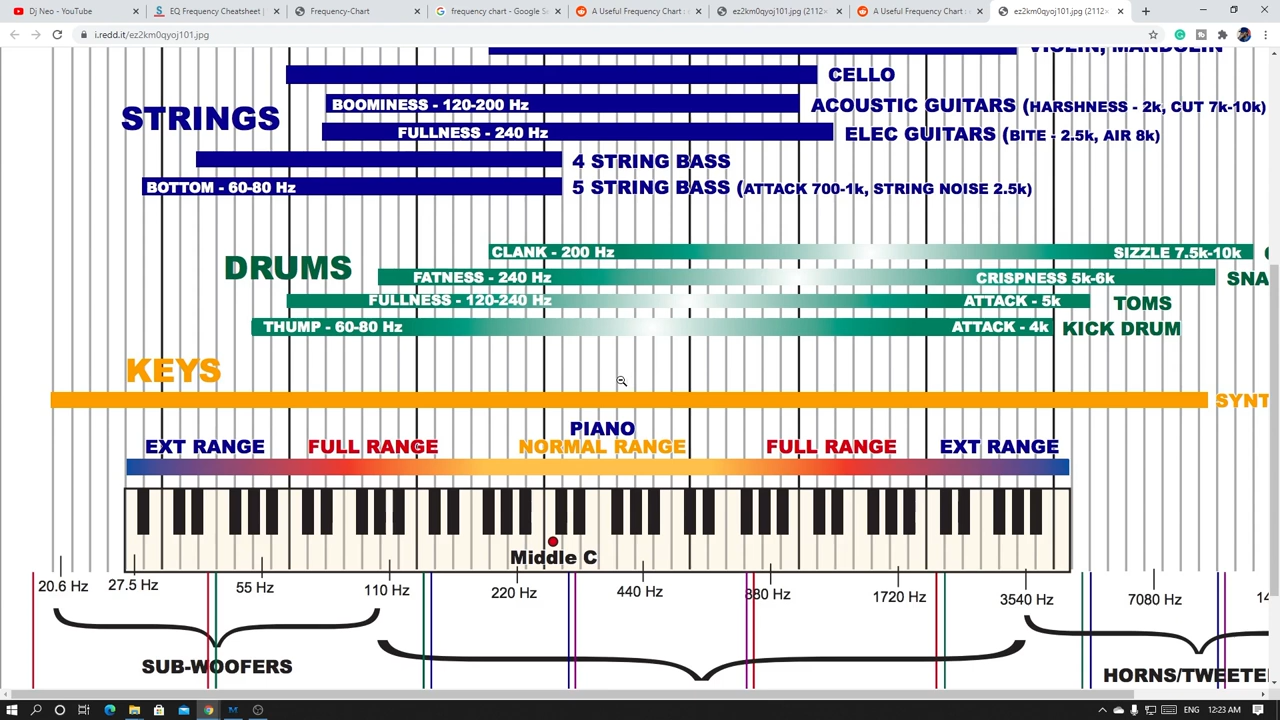 Dj Neo - YouTube
EQ Frequency Cheatsheet |
Frequency-Chart
frequency chart - Google S
A Useful Frequency Chart :
ez2km0qyoj101.jpg (2112×
A Useful Frequency Chart :
ez2km0qyoj101.jpg (2112×
i.redd.it/ez2km0qyoj101.jpg
VIOLIN, MANDOLIN
CELLO
STRINGS
BOOMINESS - 120-200 Hz
ACOUSTIC GUITARS (HARSHNESS - 2k, CUT 7k-10k)
FULLNESS - 240 Hz
ELEC GUITARS (BITE - 2.5k, AIR 8k)
4 STRING BASS
BOTTOM - 60-80 Hz
5 STRING BASS (ATTACK 700-1k, STRING NOISE 2.5k)
DRUMS
CLANK - 200 Hz
SIZZLE 7.5k-10k
FATNESS - 240 Hz
CRISPNESS 5k-6k
SNA
FULLNESS - 120-240 Hz
ATTACK - 5k
TOMS
THUMP - 60-80 Hz
ATTACK - 4k
KICK DRUM
KEYS
SYNT
PIANO
EXT RANGE
FULL RANGE
NORMAL RANGE
FULL RANGE
EXT RANGE
Middle C
20.6 Hz
27.5 Hz
55 Hz
110 Hz
220 Hz
440 Hz
880 Hz
1720 Hz
3540 Hz
7080 Hz
14
SUB-WOOFERS
HORNS/TWEETE
ENG
12:23 AM